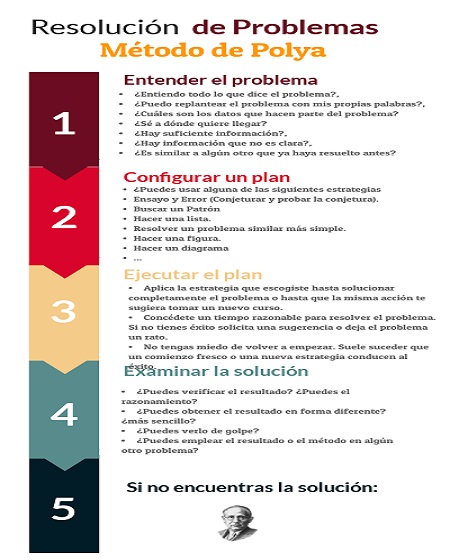 Resolución de Problemas
Método de Polya
1
Entender el problema
• ¿Entiendo todo lo que dice el problema?,
• ¿Puedo replantear el problema con mis propias palabras?,
• ¿Cuáles son los datos que hacen parte del problema?
• ¿Sé a dónde quiere llegar?
• ¿Hay suficiente información?,
• ¿Hay información que no es clara?,
• ¿Es similar a algún otro que ya haya resuelto antes?
2
Configurar un plan
• ¿Puedes usar alguna de las siguientes estrategias
• Ensayo y Error (Conjeturar y probar la conjetura).
• Buscar un Patrón
• Hacer una lista.
• Resolver un problema similar más simple.
• Hacer una figura.
• Hacer un diagrama
• ...
3
Ejecutar el plan
• Aplica la estrategia que escogiste hasta solucionar
completamente el problema o hasta que la misma acción te
sugiera tomar un nuevo curso.
• Concédete un tiempo razonable para resolver el problema.
Si no tienes éxito solicita una sugerencia o deja el problema
un rato.
• No tengas miedo de volver a empezar. Suele suceder que
un comienzo fresco o una nueva estrategia conducen al
éxito.
4
Examinar la solución
• ¿Puedes verificar el resultado? ¿Puedes el
razonamiento?
• ¿Puedes obtener el resultado en forma diferente?
¿más sencillo?
• ¿Puedes verlo de golpe?
• ¿Puedes emplear el resultado o el método en algún
otro problema?
5
Si no encuentras la solución: